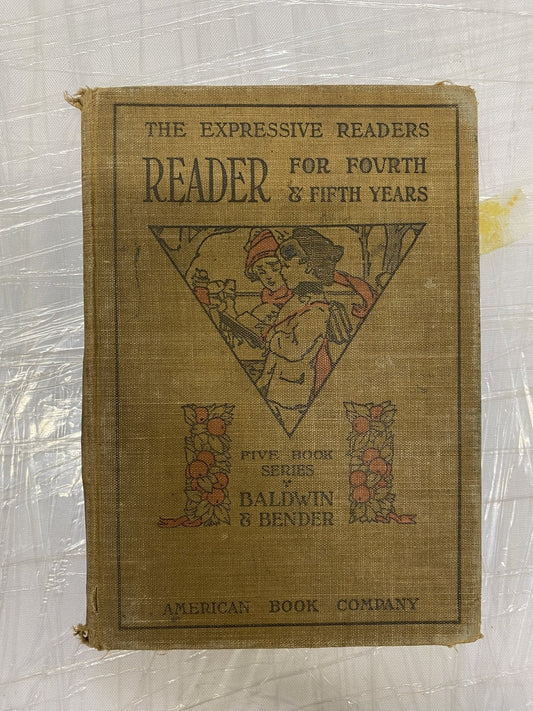 THE EXPRESSIVE READERS
READER FOR FOURTH
& FIFTH YEARS
FIVE BOOK
SERIES
BALDWIN
& BENDER
AMERICAN BOOK COMPANY